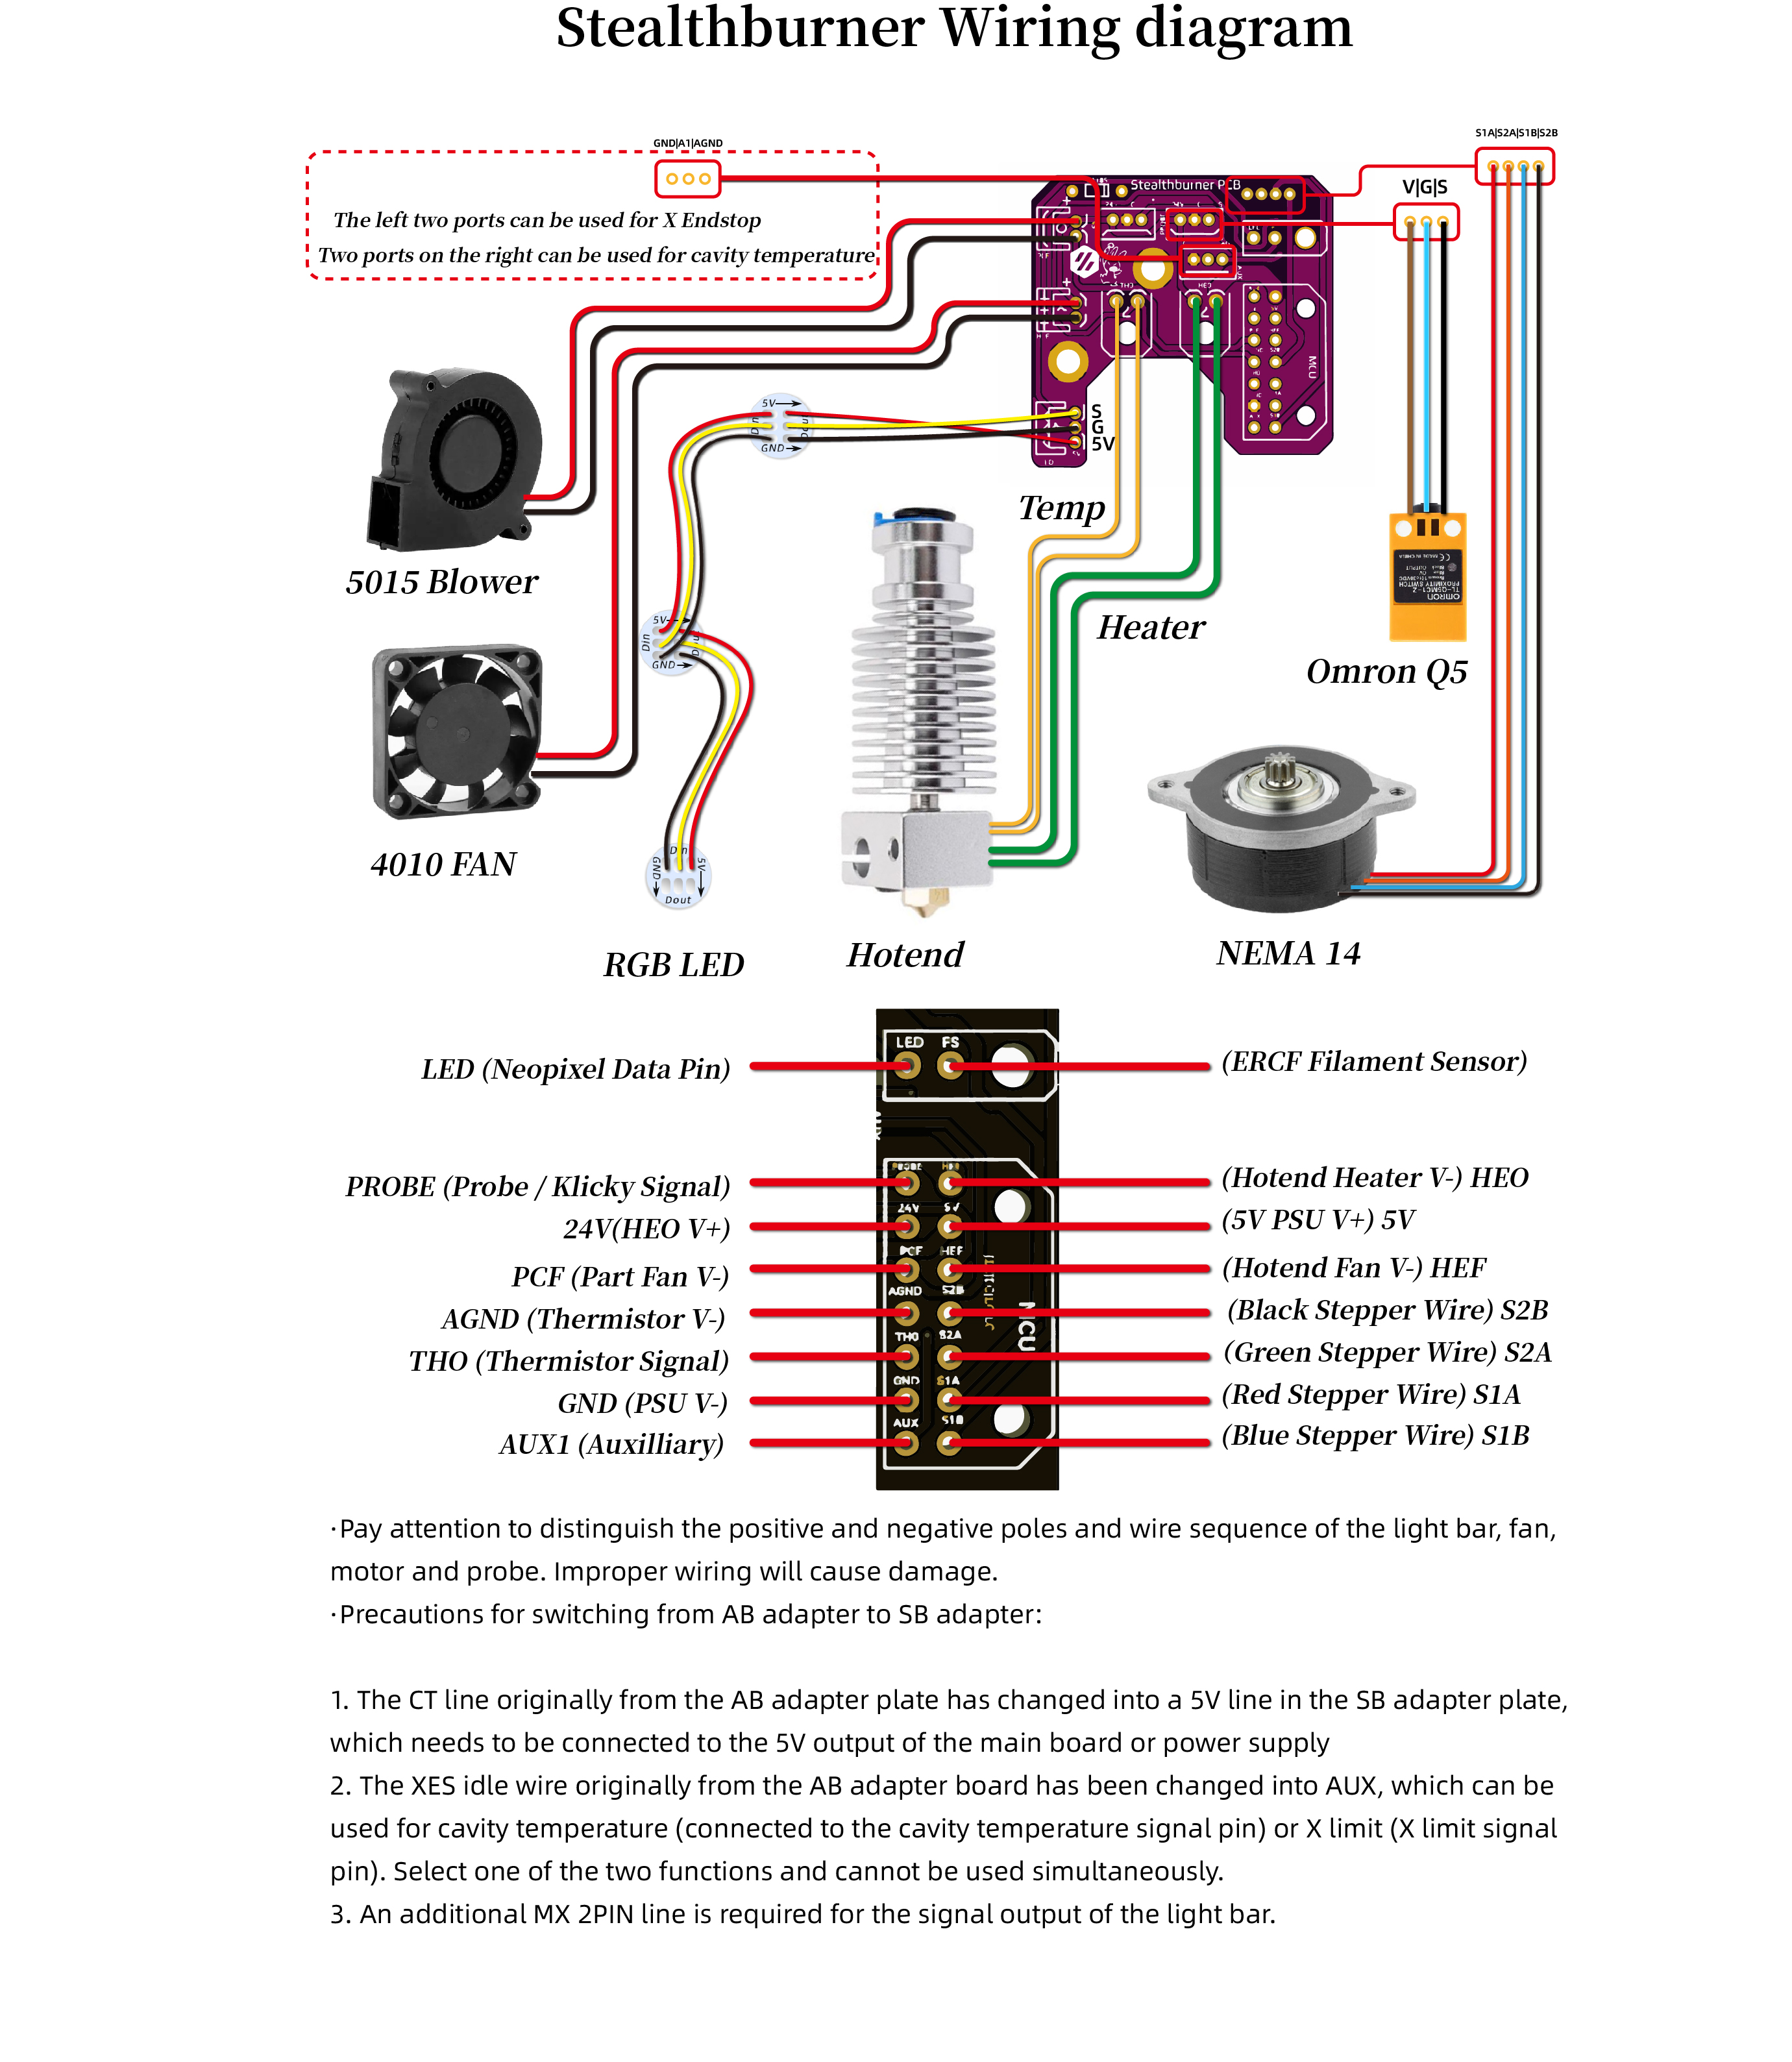 Stealthburner Wiring diagram
GND|A1|AGND
S1A|S2A|S1B|S2B
V|G|S
Stealthburner PCB
The left two ports can be used for X Endstop
Two ports on the right can be used for cavity temperature
MCU
5V
Din
GND
S
G
5V
Temp
Heater
5015 Blower
Omron Q5
5V
Din
GND
4010 FAN
GND
Din
5V
Dout
RGB LED
Hotend
NEMA 14
LED FS
LED (Neopixel Data Pin)
(ERCF Filament Sensor)
PROBE
PROBE (Probe / Klicky Signal)
(Hotend Heater V-) HEO
24V 5V
24V(HEO V+)
(5V PSU V+) 5V
PCF HEF
PCF (Part Fan V-)
(Hotend Fan V-) HEF
AGND S2B
AGND (Thermistor V-)
(Black Stepper Wire) S2B
TH0 S2A
MCU
THO (Thermistor Signal)
(Green Stepper Wire) S2A
GND S1A
GND (PSU V-)
(Red Stepper Wire) S1A
AUX S1B
AUX1 (Auxilliary)
(Blue Stepper Wire) S1B
·Pay attention to distinguish the positive and negative poles and wire sequence of the light bar, fan,
motor and probe. Improper wiring will cause damage.
·Precautions for switching from AB adapter to SB adapter:
1. The CT line originally from the AB adapter plate has changed into a 5V line in the SB adapter plate,
which needs to be connected to the 5V output of the main board or power supply
2. The XES idle wire originally from the AB adapter board has been changed into AUX, which can be
used for cavity temperature (connected to the cavity temperature signal pin) or X limit (X limit signal
pin). Select one of the two functions and cannot be used simultaneously.
3. An additional MX 2PIN line is required for the signal output of the light bar.